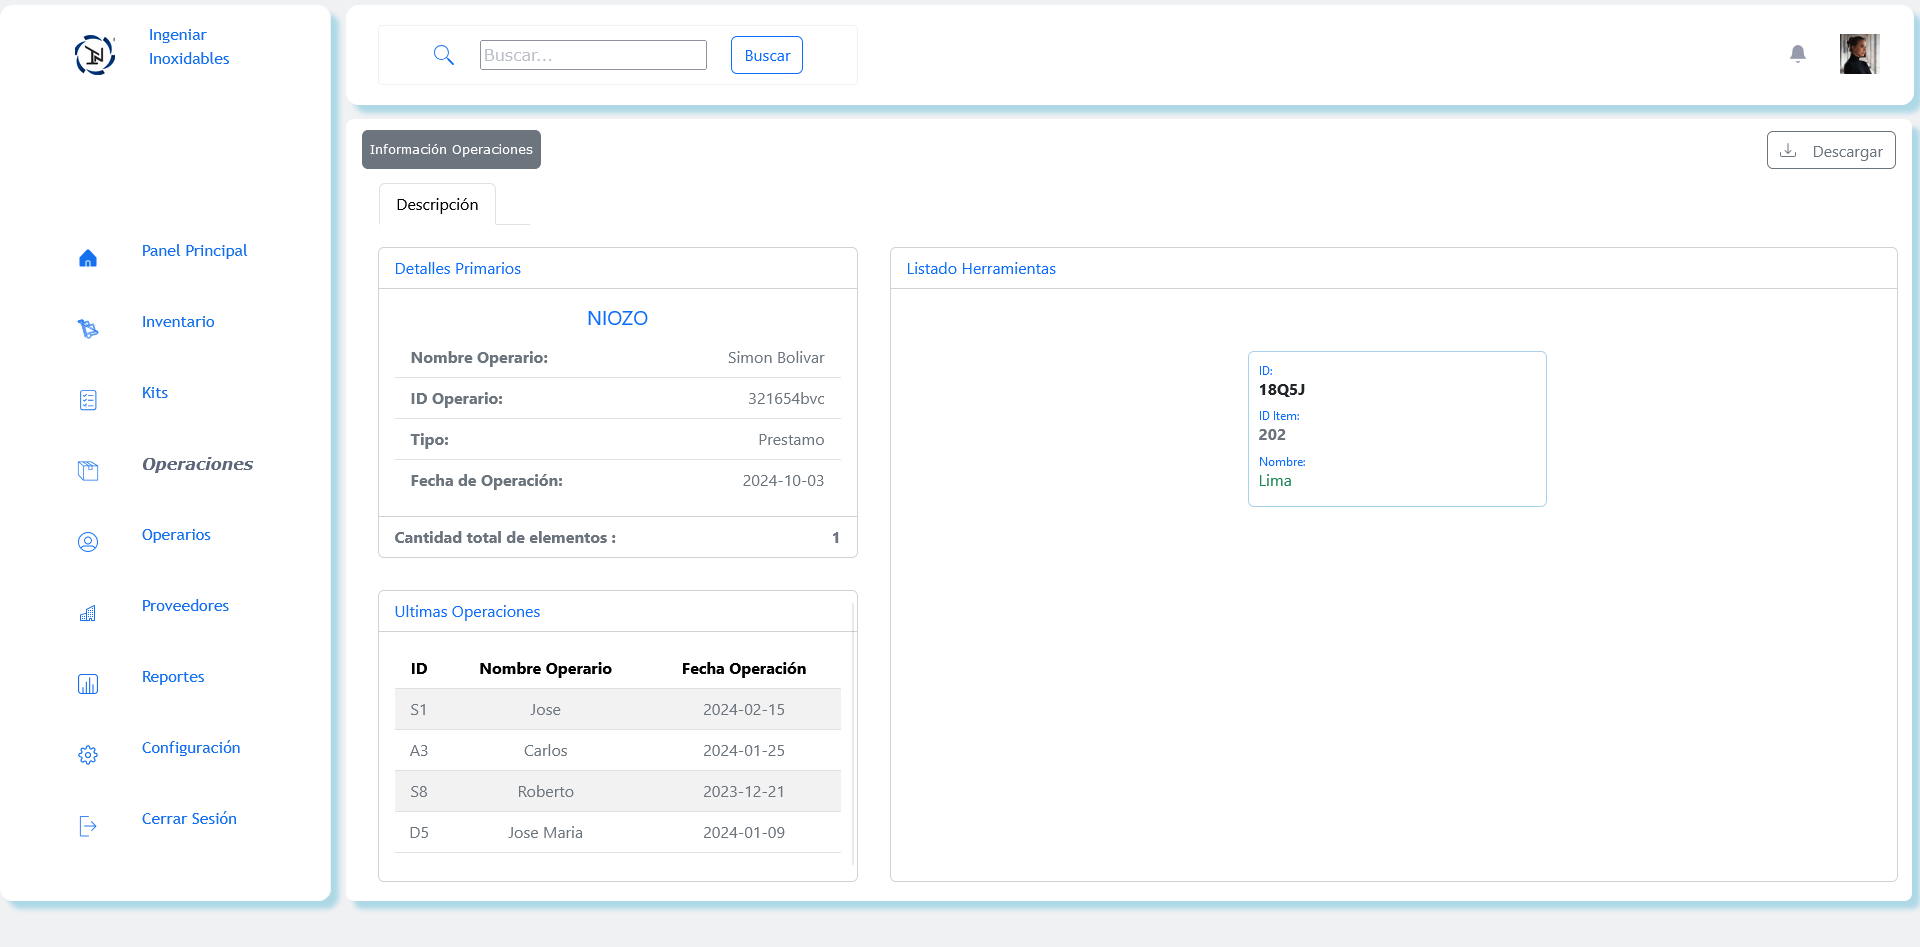 Ingeniar
Inoxidables
Panel Principal
Inventario
Kits
Operaciones
Operarios
Proveedores
Reportes
Configuración
Cerrar Sesión
Buscar...
Buscar
Información Operaciones
Descargar
Descripción
Detalles Primarios
NIOZO
Nombre Operario: Simon Bolivar
ID Operario: 321654bvc
Tipo: Prestamo
Fecha de Operación: 2024-10-03
Cantidad total de elementos : 1
Ultimas Operaciones
ID Nombre Operario Fecha Operación
S1 Jose 2024-02-15
A3 Carlos 2024-01-25
S8 Roberto 2023-12-21
D5 Jose Maria 2024-01-09
Listado Herramientas
ID:
18Q5J
ID Item:
202
Nombre:
Lima